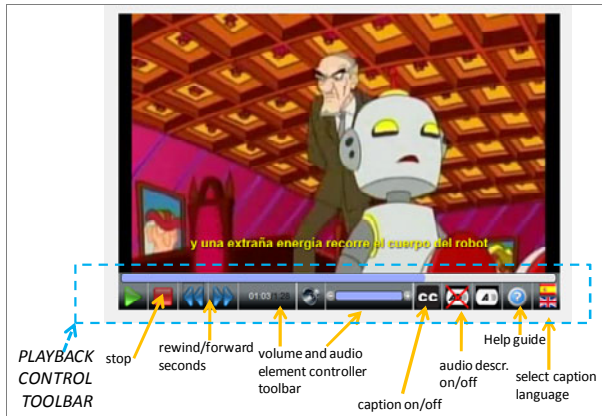 y una extraña energía recorre el cuerpo del robot
01:03
cc
?
PLAYBACK
CONTROL
TOOLBAR
stop
rewind/forward
seconds
volume and audio
element controller
toolbar
caption on/off
audio descr.
on/off
Help guide
select caption
language